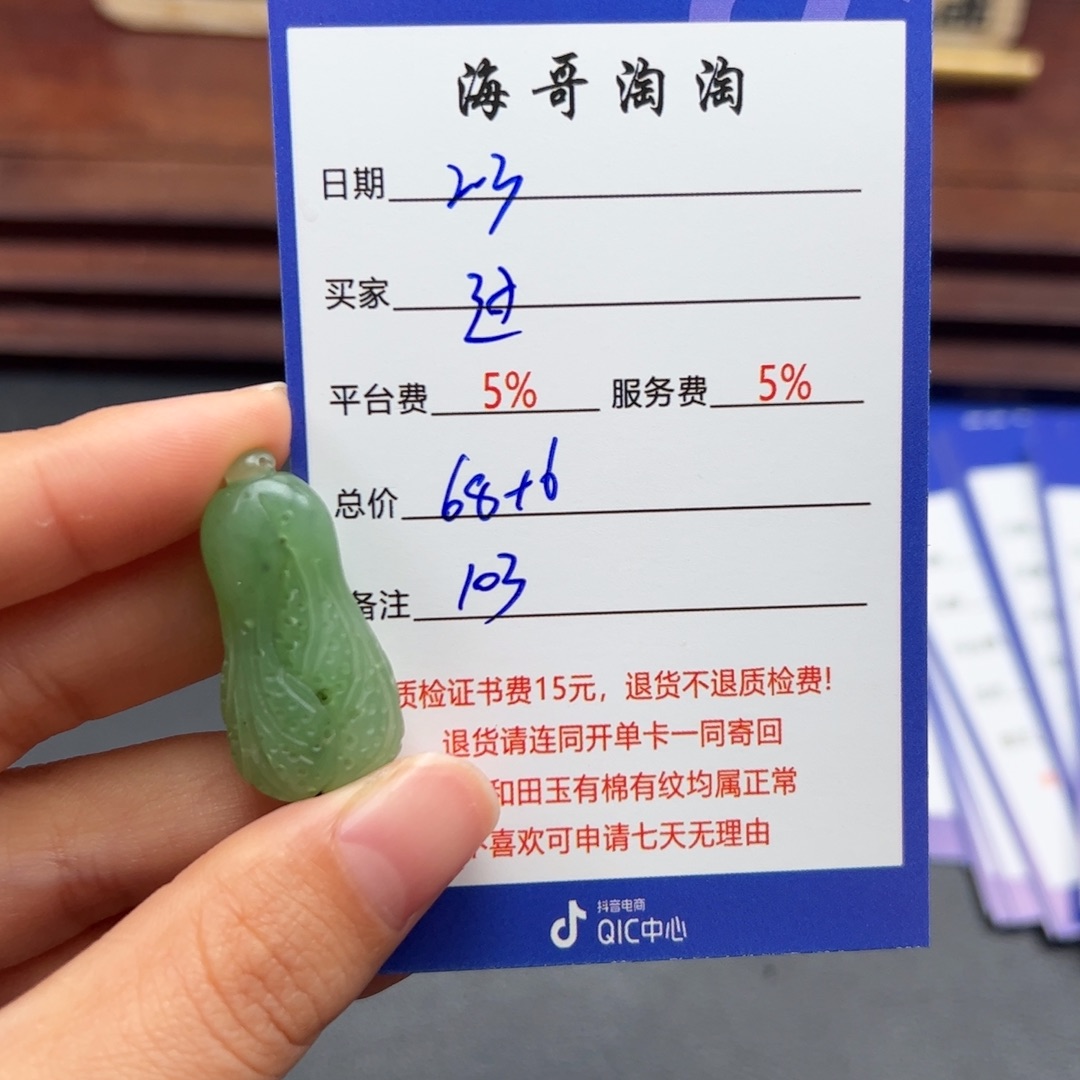 海哥淘淘
日期 2.3
买家 过
平台费 5% 服务费 5%
总价 68+6
备注 103
质检证书费15元，退货不退质检费!
退货请连同开单卡一同寄回
和田玉有棉有纹均属正常
不喜欢可申请七天无理由
抖音电商
QIC中心